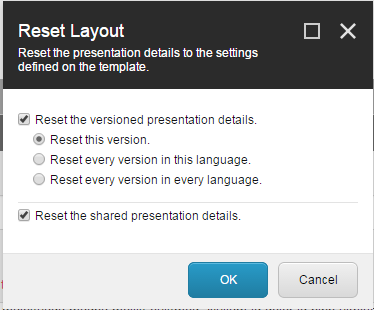 Reset Layout
Reset the presentation details to the settings
defined on the template.
Reset the versioned presentation details.
Reset this version.
Reset every version in this language.
Reset every version in every language.
Reset the shared presentation details.
OK
Cancel